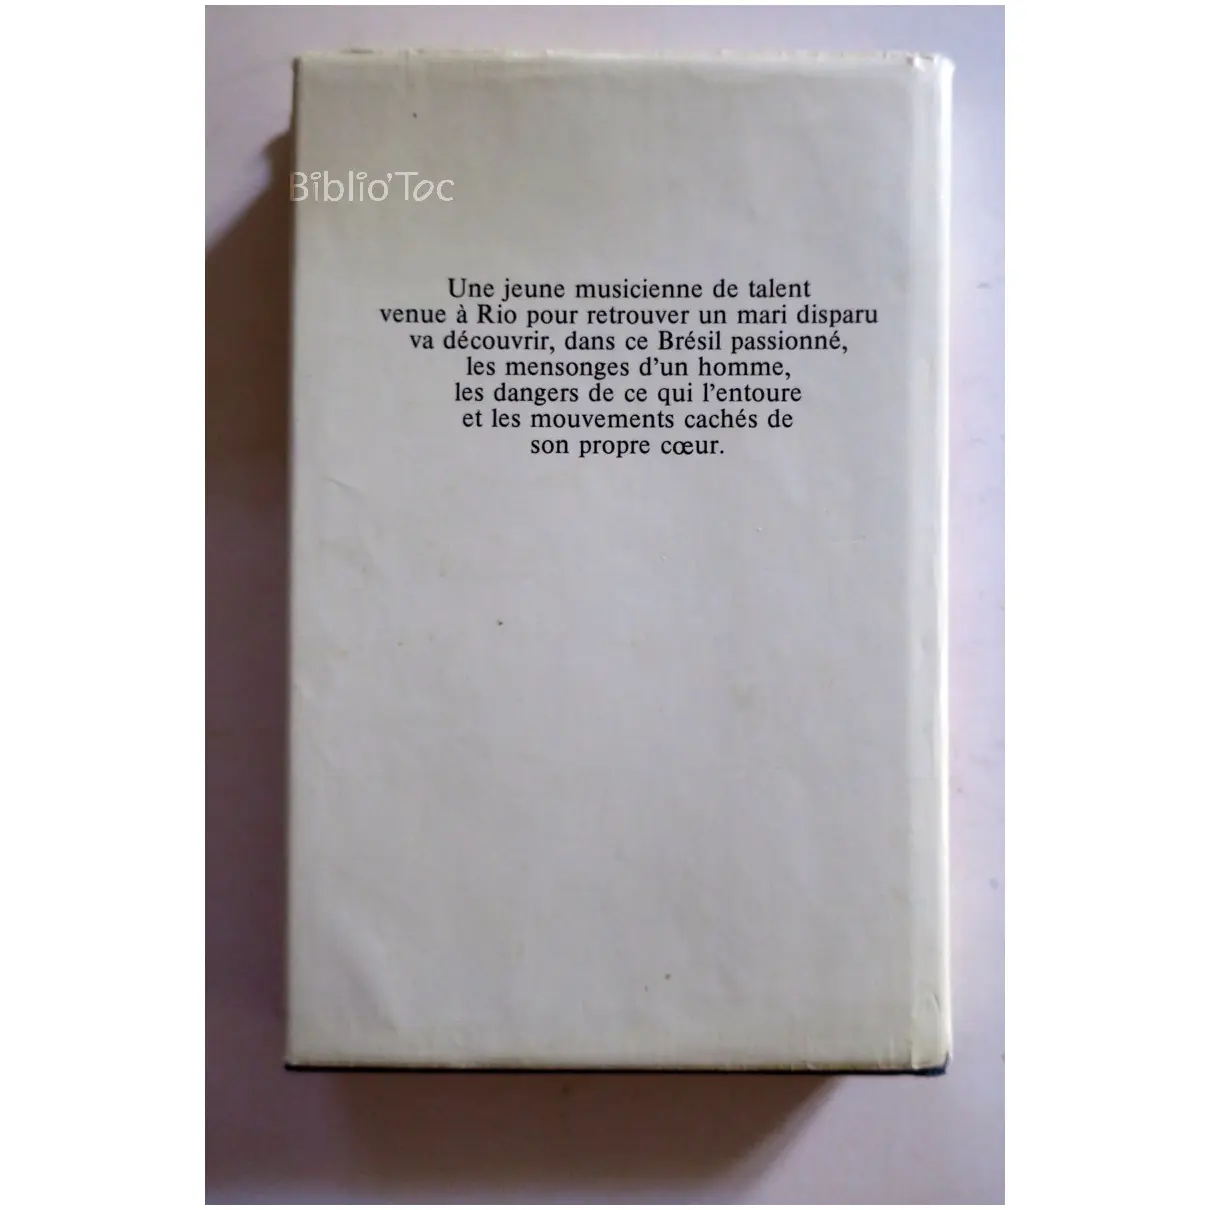 Biblio'Toc
Une jeune musicienne de talent
venue à Rio pour retrouver un mari disparu
va découvrir, dans ce Brésil passionné,
les mensonges d'un homme,
les dangers de ce qui l'entoure
et les mouvements cachés de
son propre cœur.